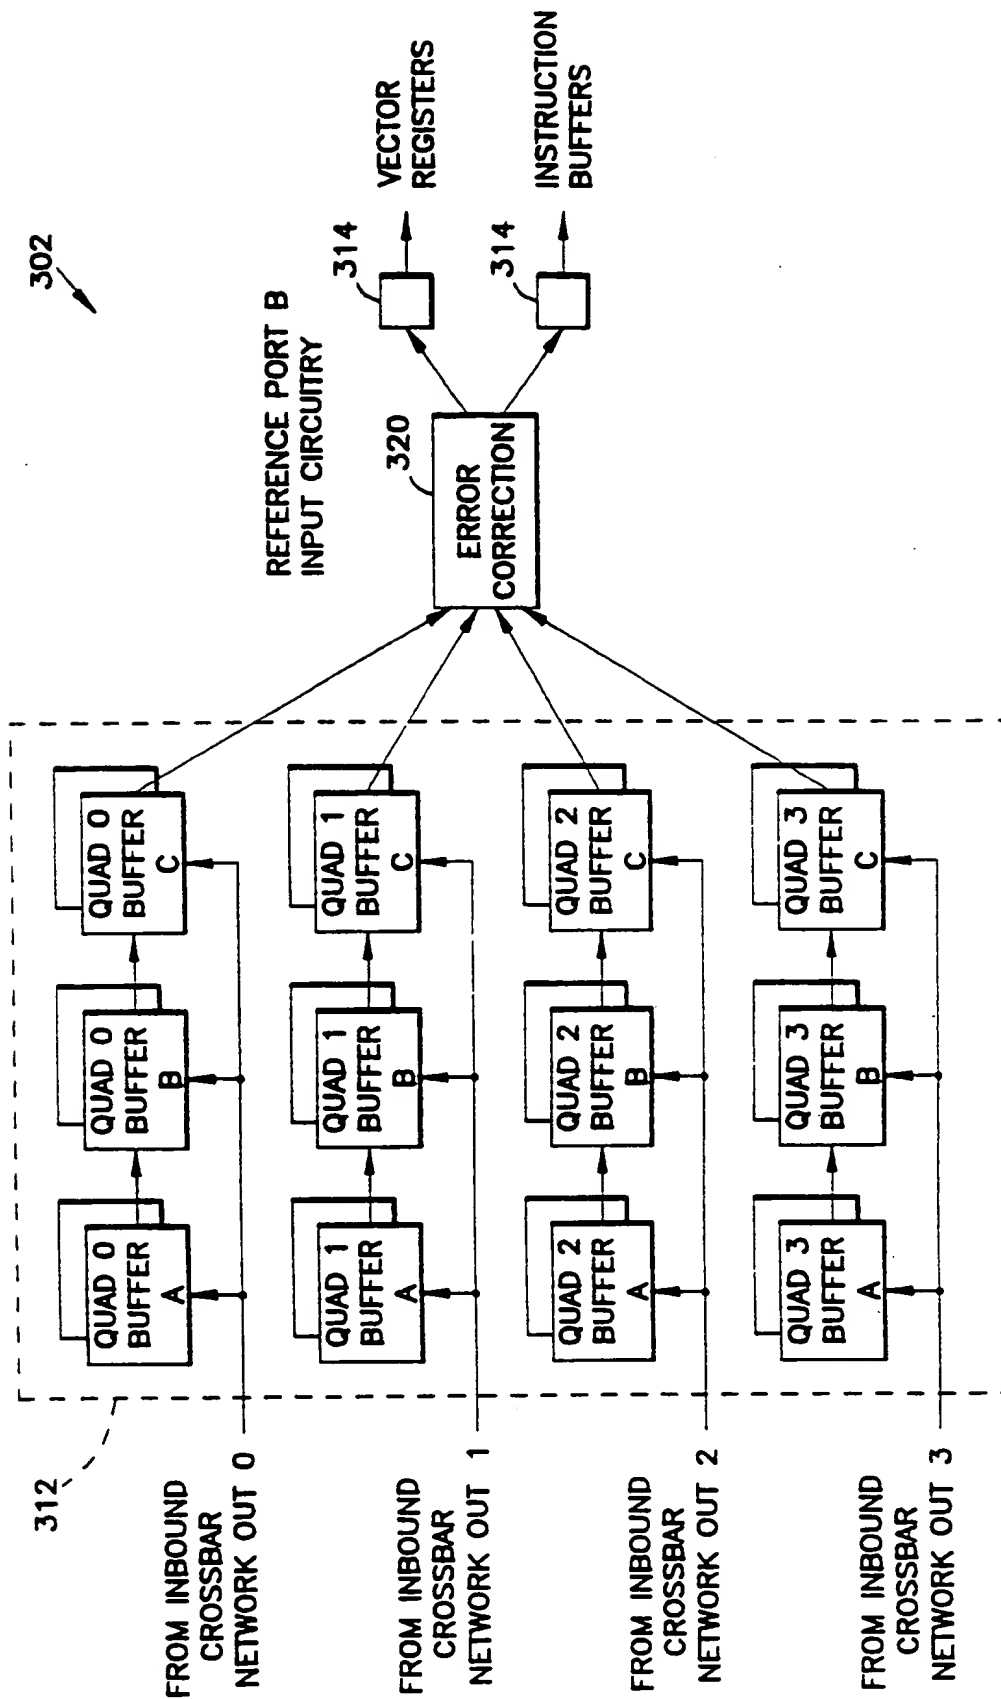 302
REFERENCE PORT B
INPUT CIRCUITRY
312
FROM INBOUND
CROSSBAR
NETWORK OUT 0
QUAD 0
BUFFER
A
QUAD 0
BUFFER
B
QUAD 0
BUFFER
C
FROM INBOUND
CROSSBAR
NETWORK OUT 1
QUAD 1
BUFFER
A
QUAD 1
BUFFER
B
QUAD 1
BUFFER
C
FROM INBOUND
CROSSBAR
NETWORK OUT 2
QUAD 2
BUFFER
A
QUAD 2
BUFFER
B
QUAD 2
BUFFER
C
FROM INBOUND
CROSSBAR
NETWORK OUT 3
QUAD 3
BUFFER
A
QUAD 3
BUFFER
B
QUAD 3
BUFFER
C
320
ERROR
CORRECTION
314
VECTOR
REGISTERS
314
INSTRUCTION
BUFFERS